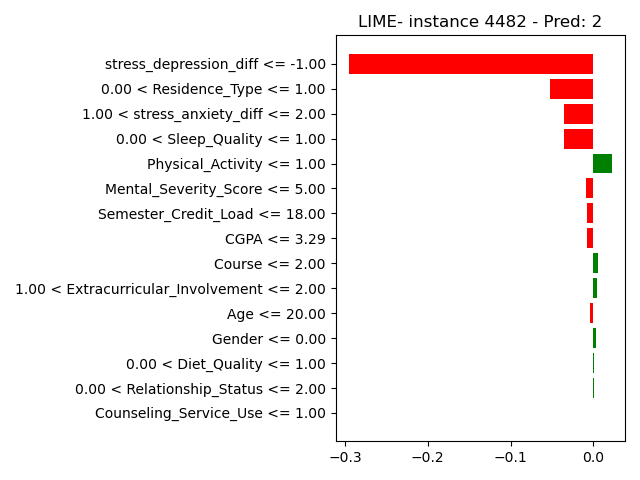 LIME- instance 4482 - Pred: 2
stress_depression_diff <= -1.00
0.00 < Residence_Type <= 1.00
1.00 < stress_anxiety_diff <= 2.00
0.00 < Sleep_Quality <= 1.00
Physical_Activity <= 1.00
Mental_Severity_Score <= 5.00
Semester_Credit_Load <= 18.00
CGPA <= 3.29
Course <= 2.00
1.00 < Extracurricular_Involvement <= 2.00
Age <= 20.00
Gender <= 0.00
0.00 < Diet_Quality <= 1.00
0.00 < Relationship_Status <= 2.00
Counseling_Service_Use <= 1.00
−0.3 −0.2 −0.1 0.0